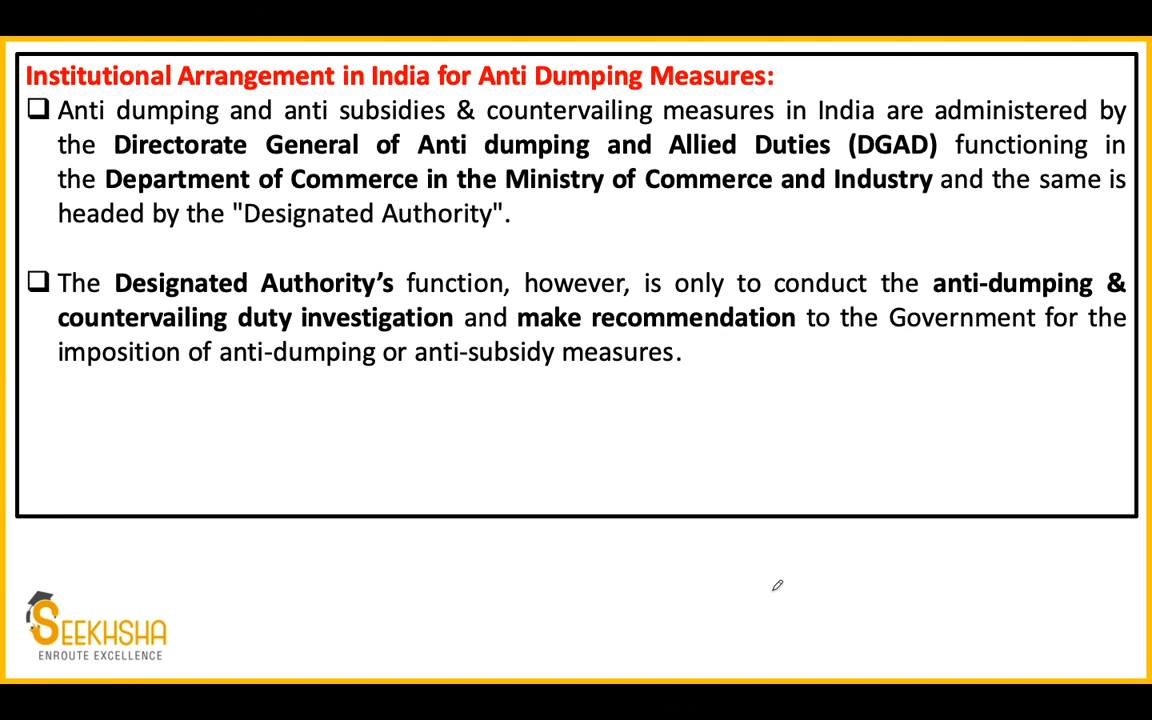 Institutional Arrangement in India for Anti Dumping Measures:
❑ Anti dumping and anti subsidies & countervailing measures in India are administered by
the Directorate General of Anti dumping and Allied Duties (DGAD) functioning in
the Department of Commerce in the Ministry of Commerce and Industry and the same is
headed by the "Designated Authority".
❑ The Designated Authority’s function, however, is only to conduct the anti-dumping &
countervailing duty investigation and make recommendation to the Government for the
imposition of anti-dumping or anti-subsidy measures.
SEEKHSHA
ENROUTE EXCELLENCE